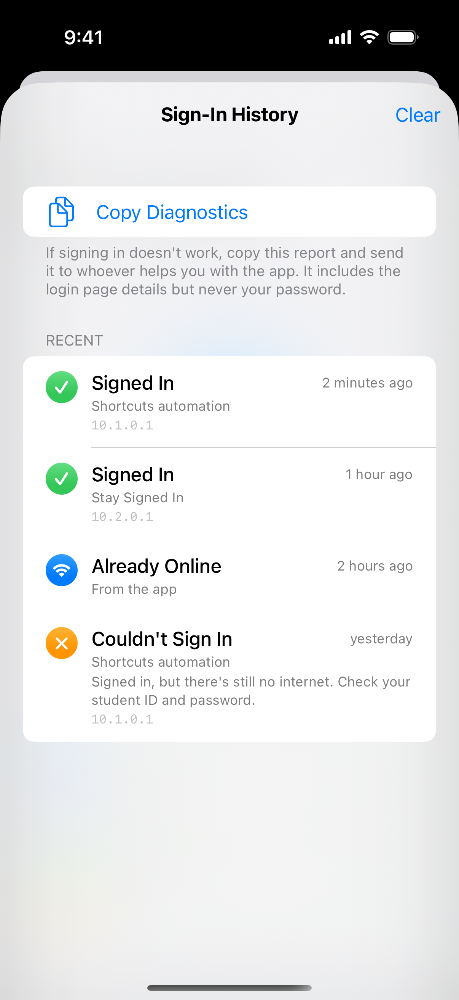 9:41
Sign-In History
Clear
Copy Diagnostics
If signing in doesn't work, copy this report and send
it to whoever helps you with the app. It includes the
login page details but never your password.
RECENT
Signed In
2 minutes ago
Shortcuts automation
10.1.0.1
Signed In
1 hour ago
Stay Signed In
10.2.0.1
Already Online
2 hours ago
From the app
Couldn't Sign In
yesterday
Shortcuts automation
Signed in, but there's still no internet. Check your
student ID and password.
10.1.0.1